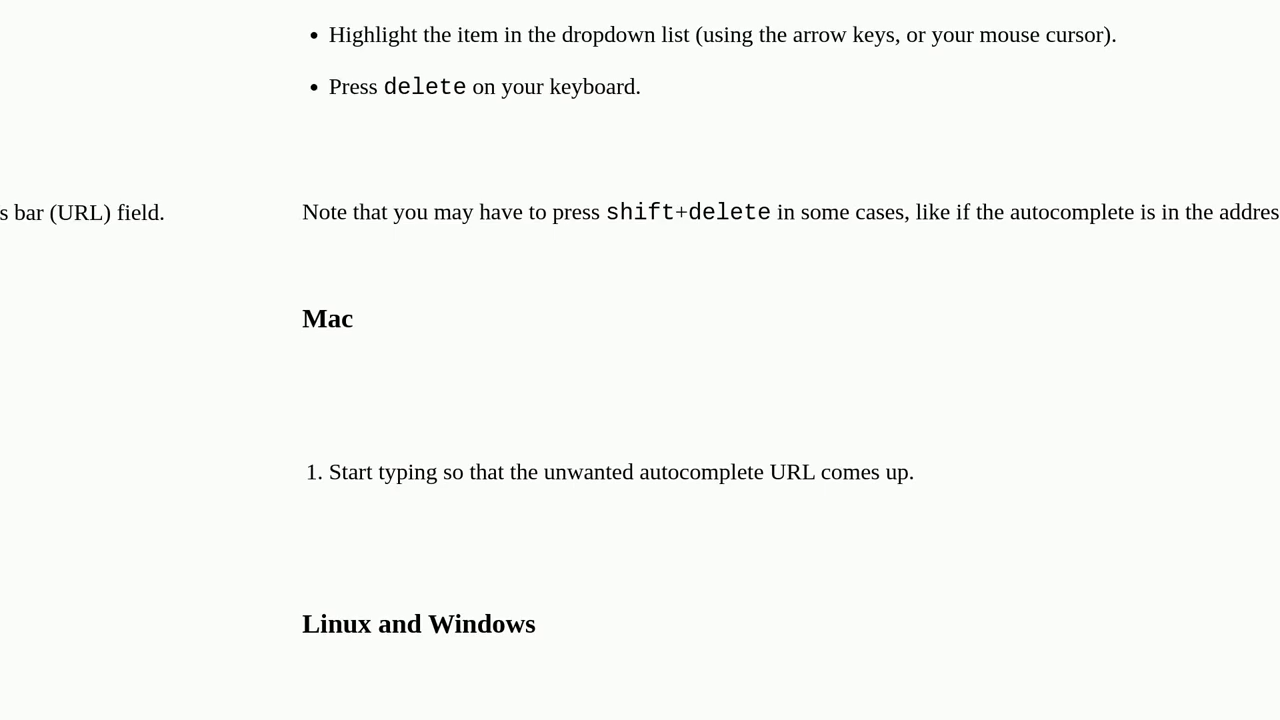 • Highlight the item in the dropdown list (using the arrow keys, or your mouse cursor).
• Press delete on your keyboard.
s bar (URL) field.
Note that you may have to press shift+delete in some cases, like if the autocomplete is in the addres
Mac
1. Start typing so that the unwanted autocomplete URL comes up.
Linux and Windows